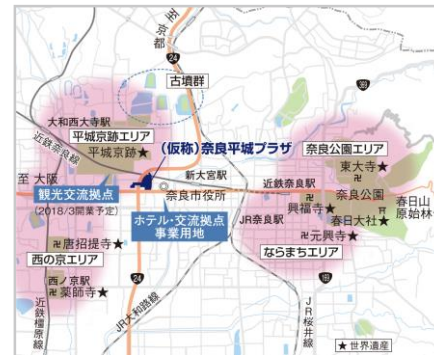 至
京
都
24
古墳群
369
大和西大寺駅
平城京跡エリア
近鉄奈良線
平城京跡★
(仮称)奈良平城プラザ
奈良公園エリア
東大寺★
卍
新大宮駅
近鉄奈良駅
奈良公園
至 大阪
観光交流拠点
(2018/3開業予定)
奈良市役所
興福寺★
卍
春日大社★
春日山
原始林
ホテル・交流拠点
事業用地
JR奈良駅
卍元興寺★
卍唐招提寺★
西の京エリア
ならまちエリア
西ノ京駅
卍薬師寺★
24
169
近鉄橿原線
JR大和路線
JR桜井線
★世界遺産